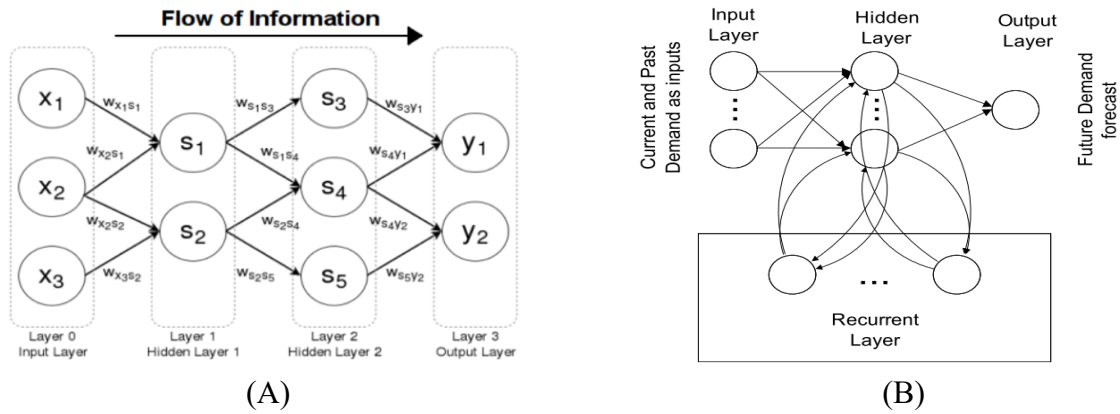 Flow of Information
x1
x2
x3
wx1s1
wx2s1
wx2s2
wx3s2
s1
s2
ws1s3
ws1s4
ws2s4
ws2s5
s3
s4
s5
ws3y1
ws4y1
ws4y2
ws5y2
y1
y2
Layer 0
Input Layer
Layer 1
Hidden Layer 1
Layer 2
Hidden Layer 2
Layer 3
Output Layer
(A)
Input
Layer
Hidden
Layer
Output
Layer
Current and Past
Demand as inputs
Future Demand
forecast
Recurrent
Layer
(B)